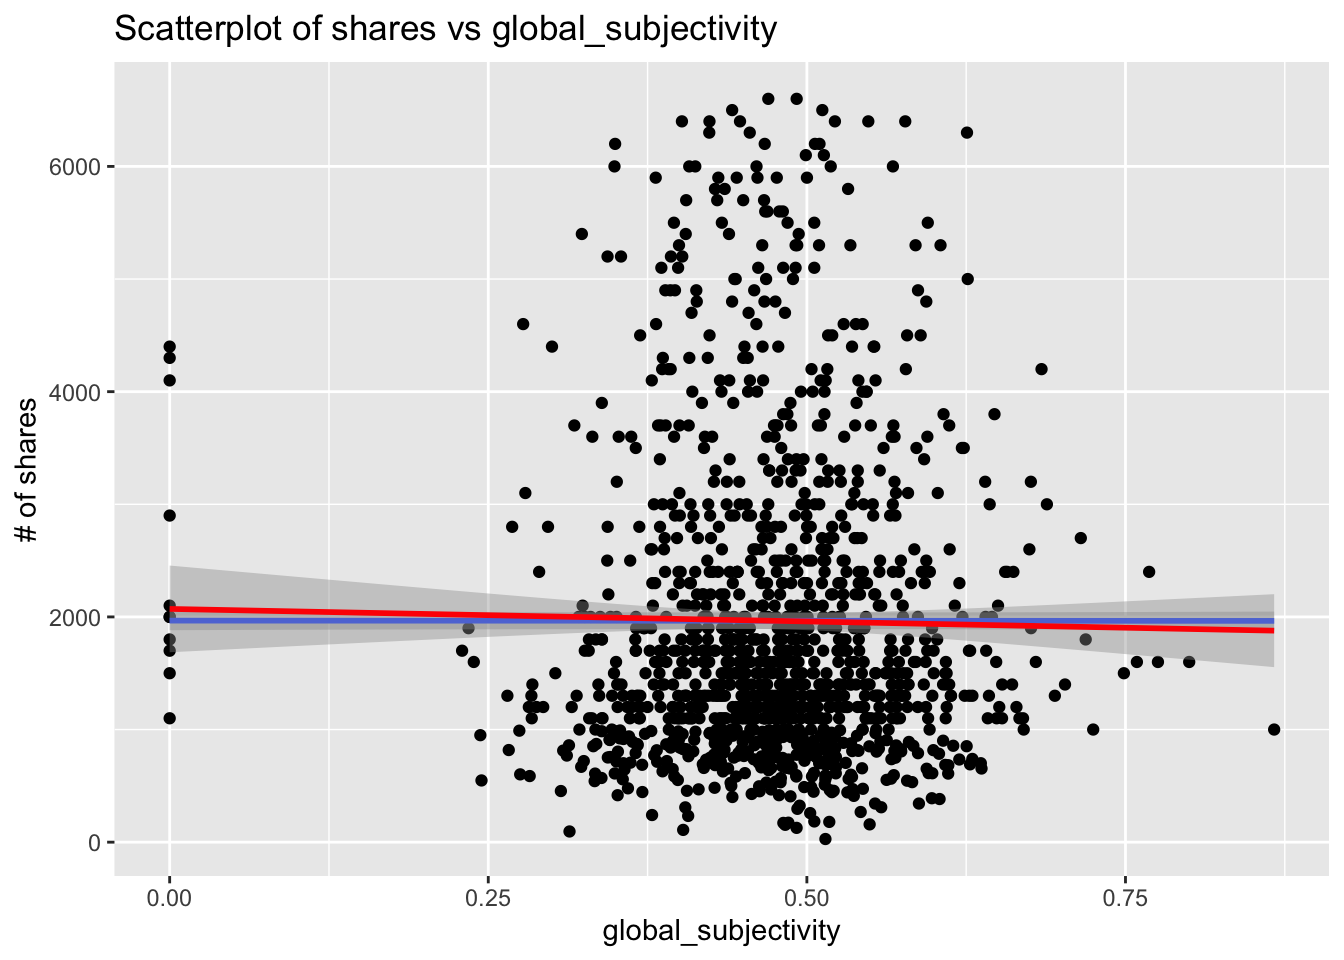 Scatterplot of shares vs global_subjectivity
# of shares
6000
4000
2000
0
0.00 0.25 0.50 0.75
global_subjectivity